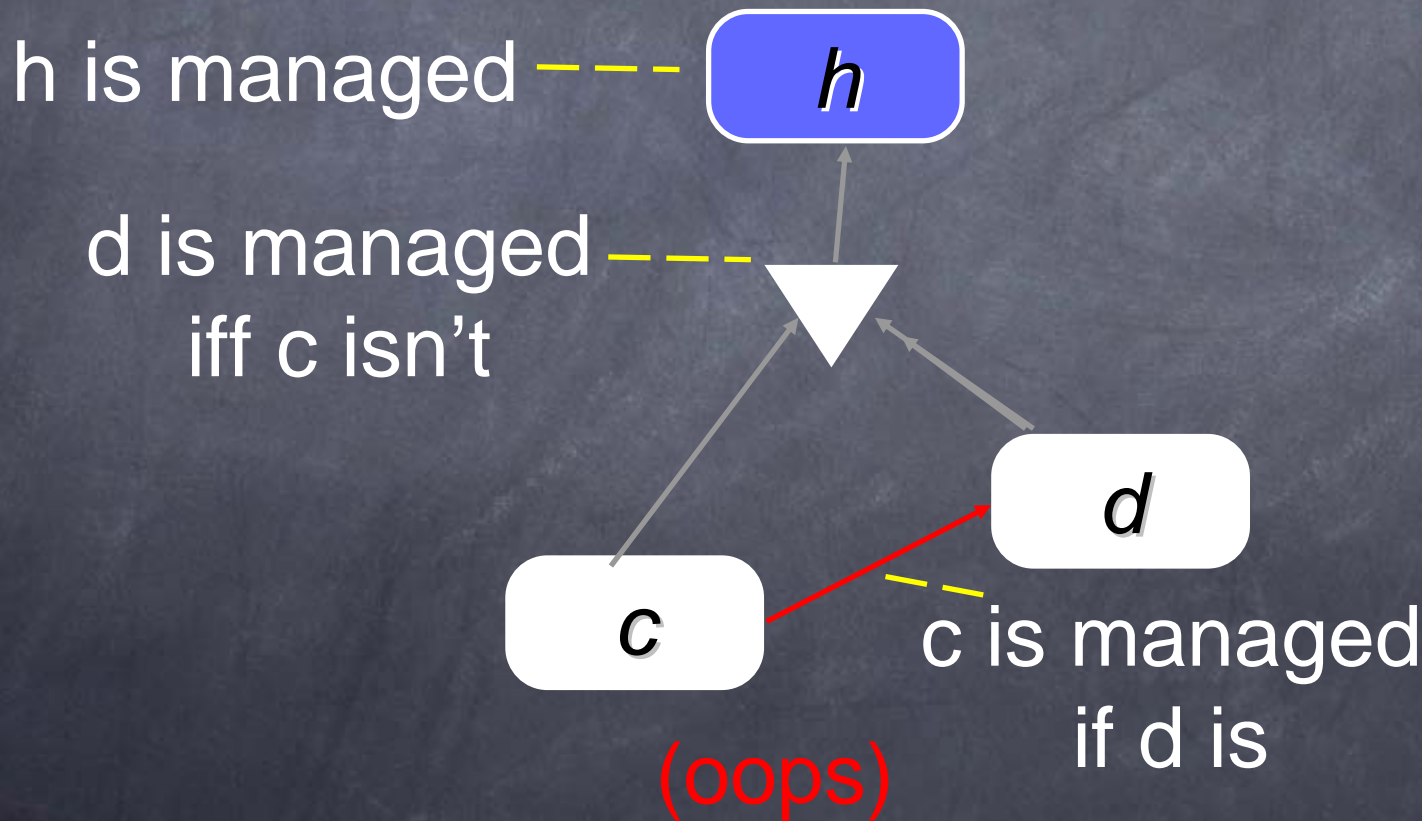 h is managed
h
d is managed
iff c isn’t
d
c
c is managed
if d is
(oops)